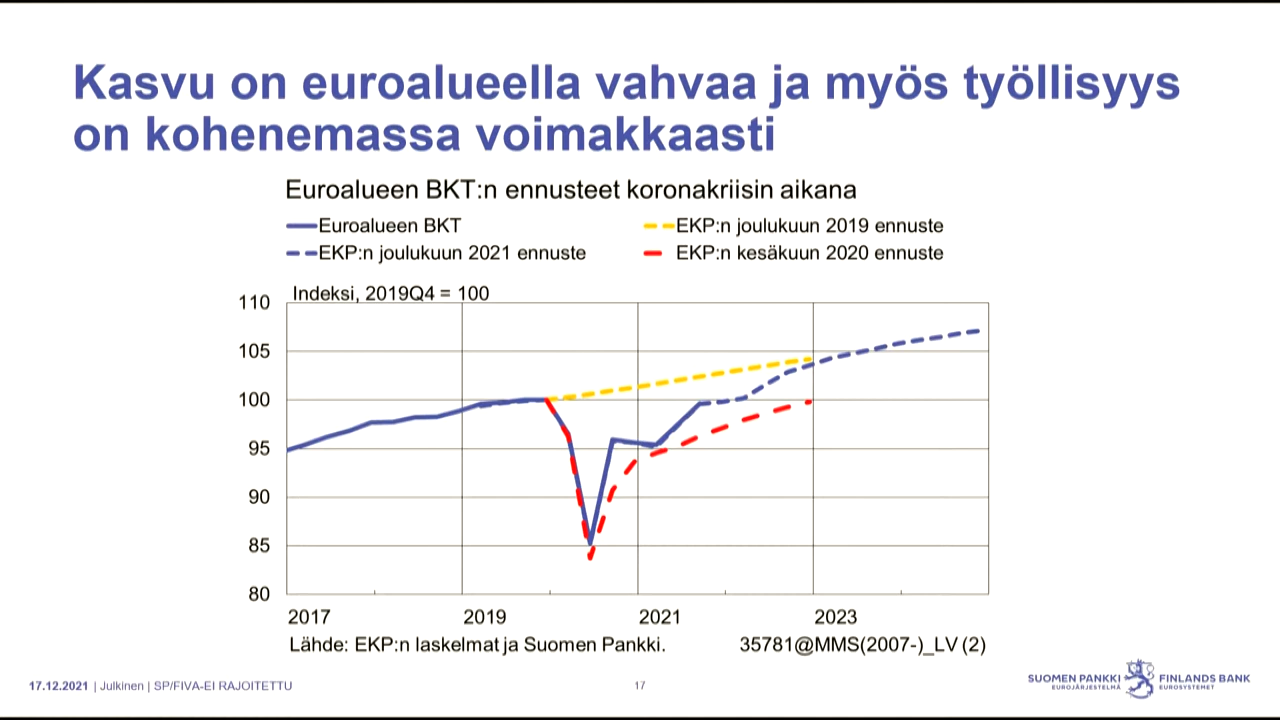 Kasvu on euroalueella vahvaa ja myös työllisyys
on kohenemassa voimakkaasti
Euroalueen BKT:n ennusteet koronakriisin aikana
Euroalueen BKT
EKP:n joulukuun 2019 ennuste
EKP:n joulukuun 2021 ennuste
EKP:n kesäkuun 2020 ennuste
Indeksi, 2019Q4 = 100
110
105
100
95
90
85
80
2017 2019 2021 2023
Lähde: EKP:n laskelmat ja Suomen Pankki.
35781@MMS(2007-)_LV (2)
17.12.2021 | Julkinen | SP/FIVA-EI RAJOITETTU
17
SUOMEN PANKKI
EUROJÄRJESTELMÄ
FINLANDS BANK
EUROSYSTEMET